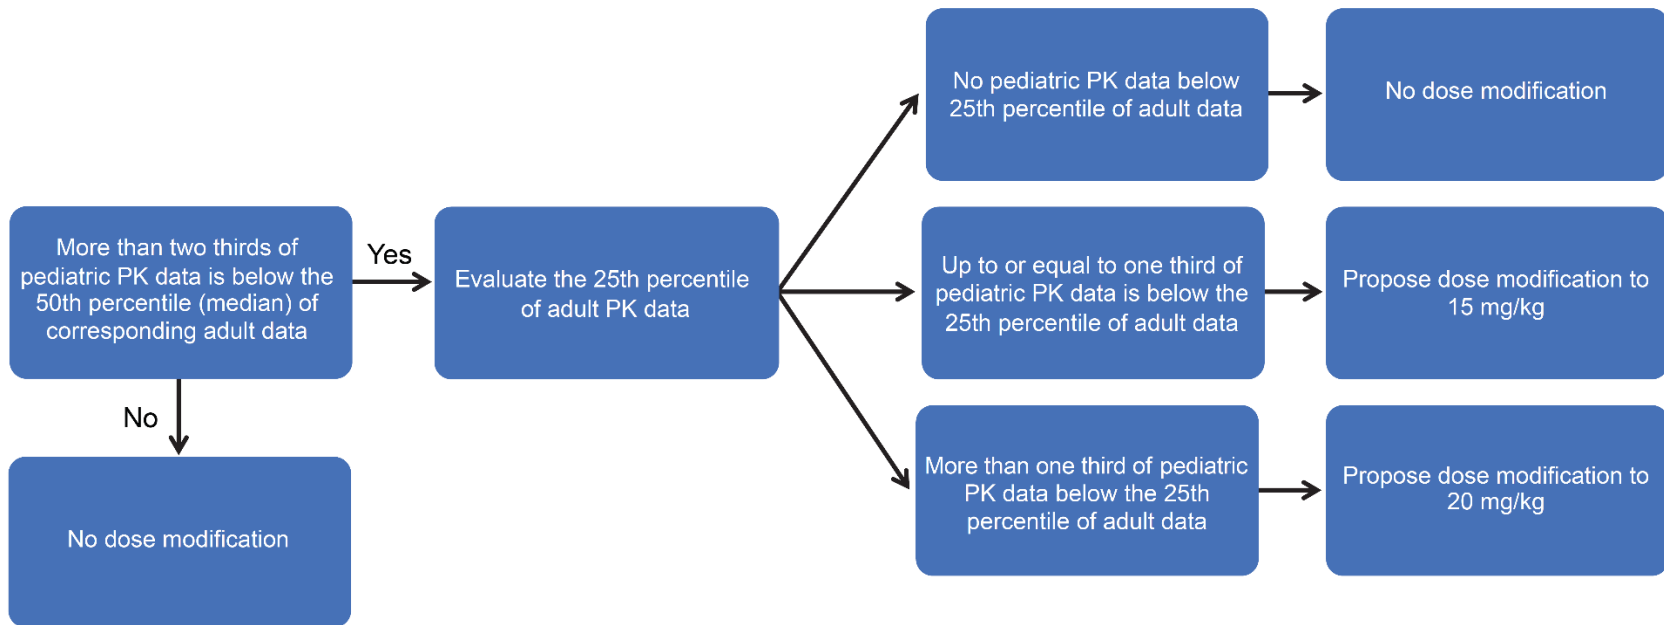 More than two thirds of
pediatric PK data is below the
50th percentile (median) of
corresponding adult data
Yes
No
No dose modification
Evaluate the 25th percentile
of adult PK data
No pediatric PK data below
25th percentile of adult data
No dose modification
Up to or equal to one third of
pediatric PK data is below the
25th percentile of adult data
Propose dose modification to
15 mg/kg
More than one third of pediatric
PK data below the 25th
percentile of adult data
Propose dose modification to
20 mg/kg